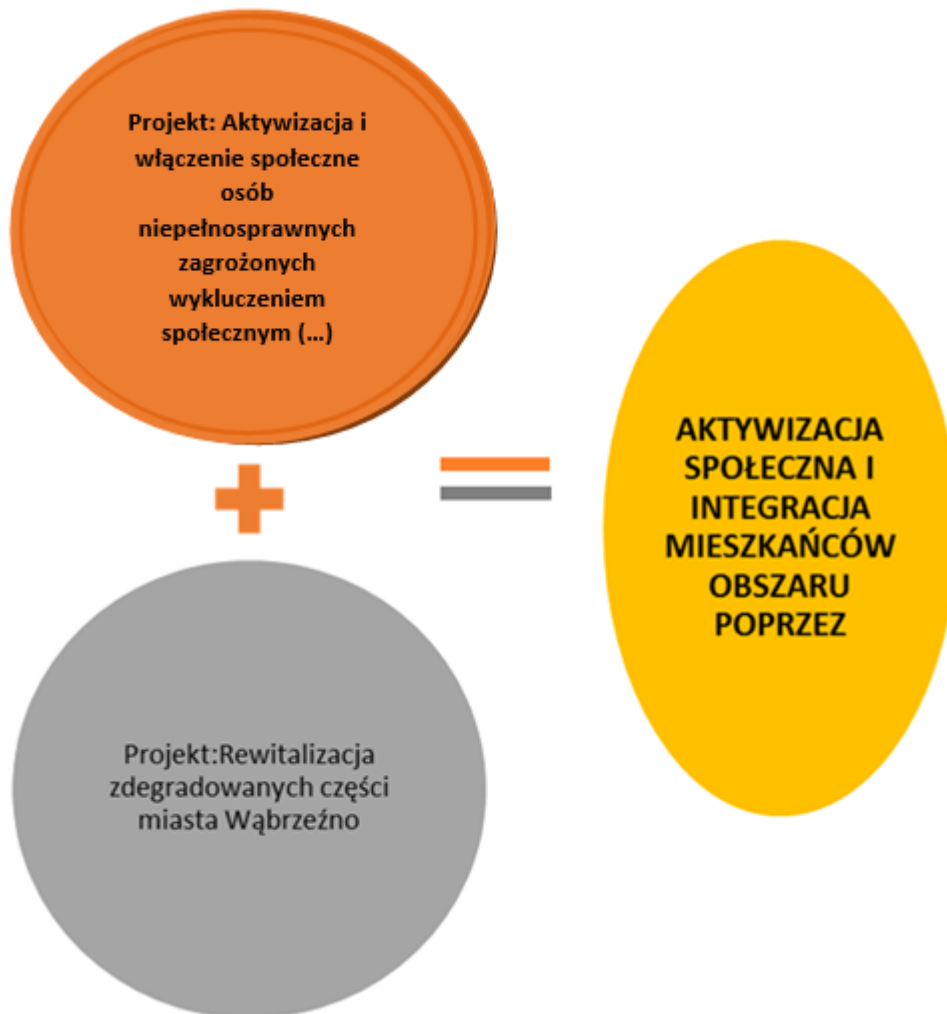 Projekt: Aktywizacja i
włączenie społeczne
osób
niepełnosprawnych
zagrożonych
wykluczeniem
społecznym (...)
AKTYWIZACJA
SPOŁECZNA I
INTEGRACJA
MIESZKAŃCÓW
OBSZARU
POPRZEZ
Projekt:Rewitalizacja
zdegradowanych części
miasta Wąbrzeźno